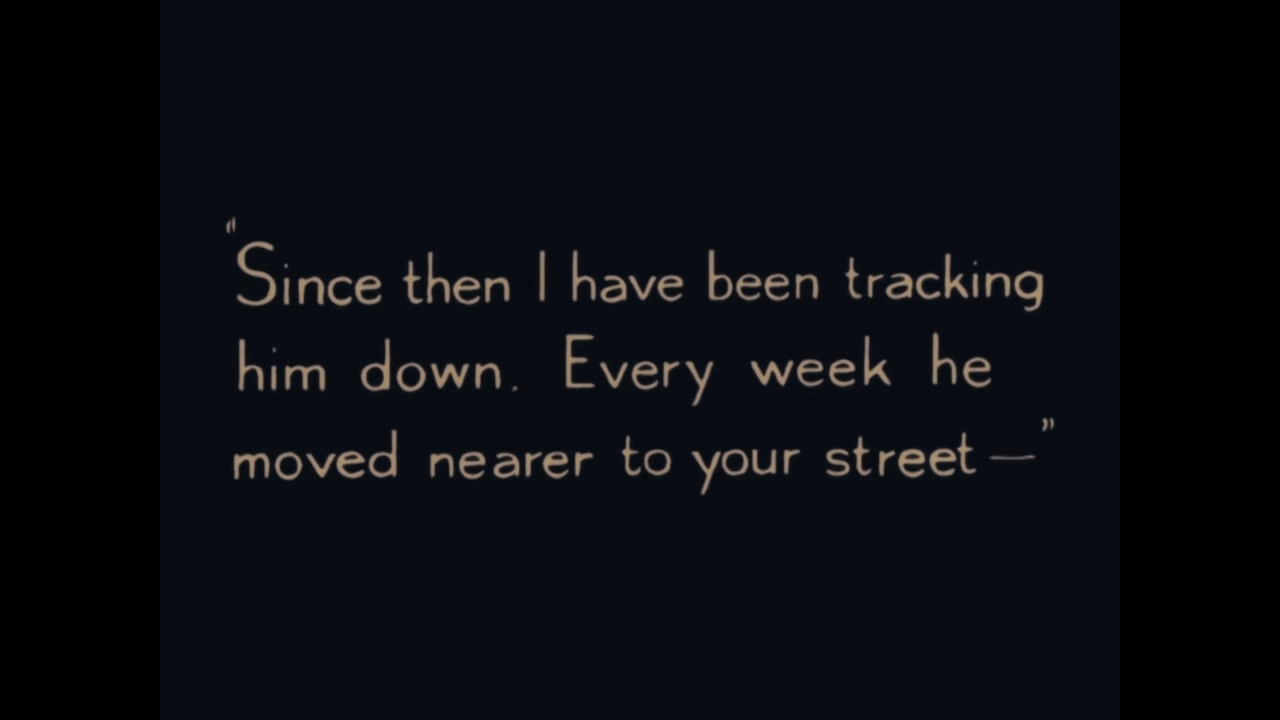 "Since then I have been tracking
him down. Every week he
moved nearer to your street—"